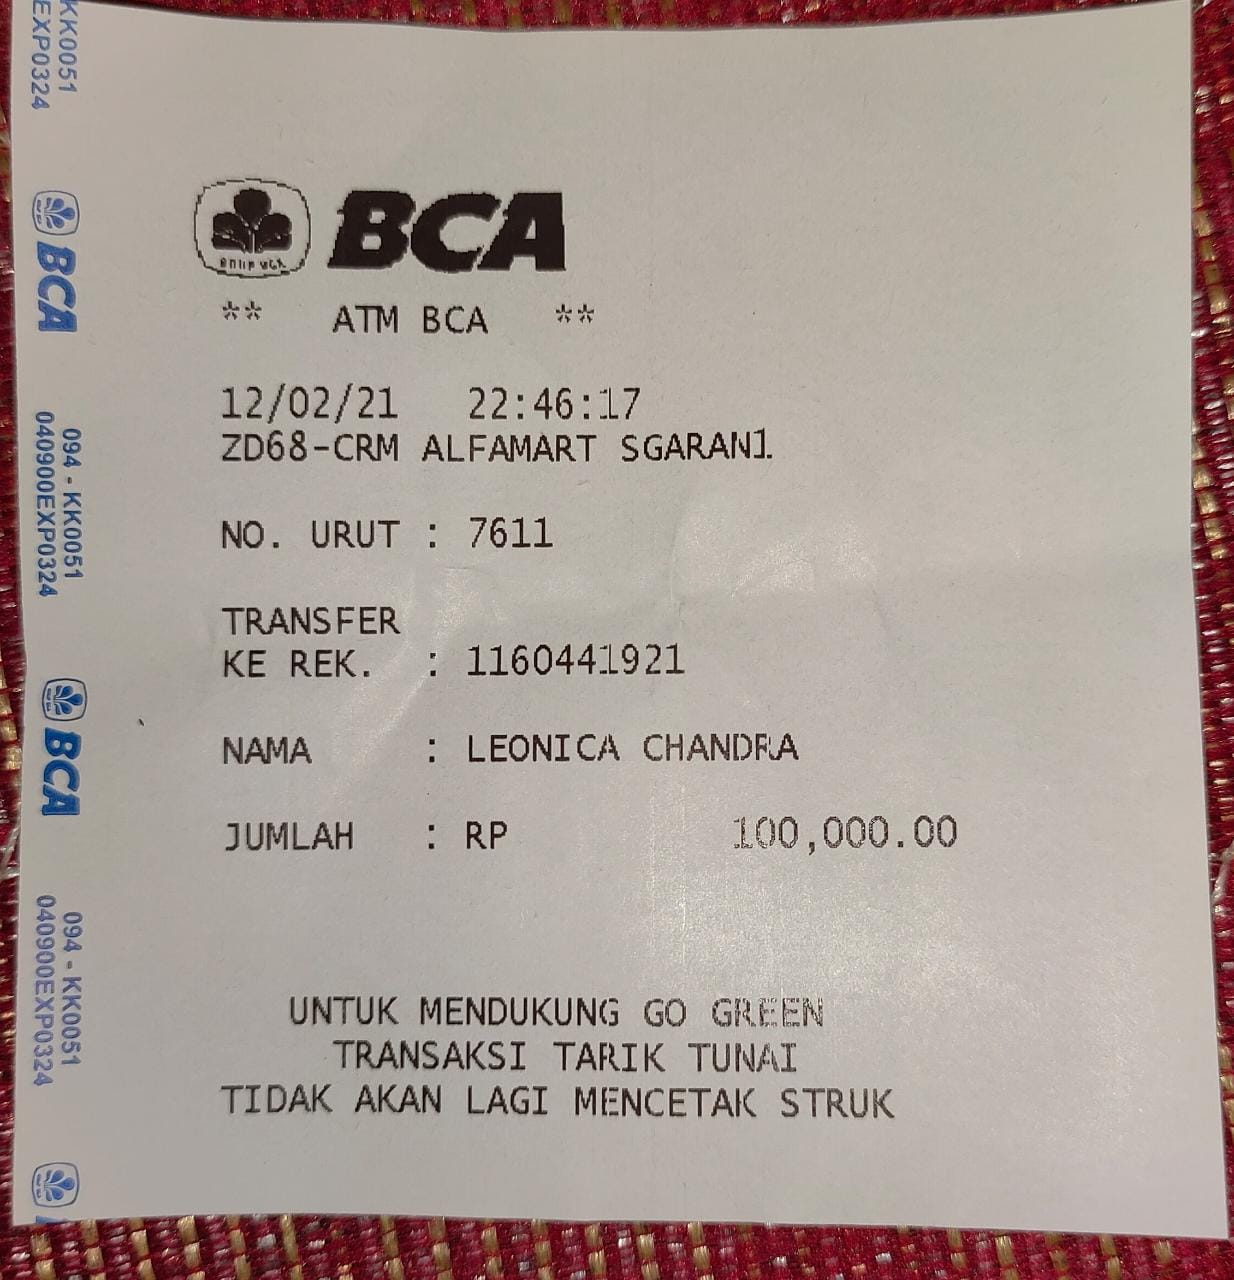 KK0051
EXP0324
BCA
094 - KK0051
040900EXP0324
BCA
094 - KK0051
040900EXP0324
BCA
** ATM BCA **
12/02/21 22:46:17
ZD68-CRM ALFAMART SGARAN1
NO. URUT : 7611
TRANSFER
KE REK. : 1160441921
NAMA : LEONICA CHANDRA
JUMLAH : RP 100,000.00
UNTUK MENDUKUNG GO GREEN
TRANSAKSI TARIK TUNAI
TIDAK AKAN LAGI MENCETAK STRUK